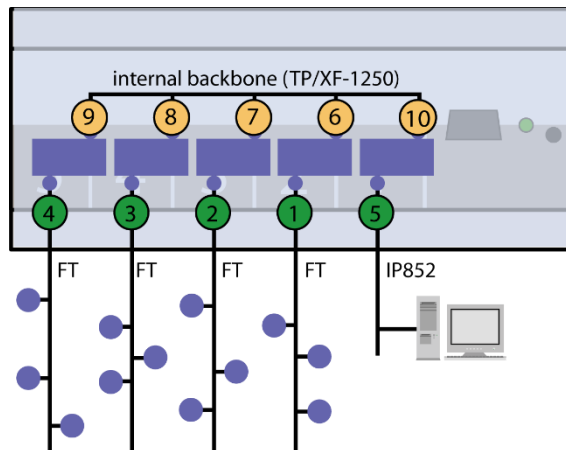 internal backbone (TP/XF-1250)
9 8 7 6 10
4 3 2 1 5
FT FT FT FT IP852